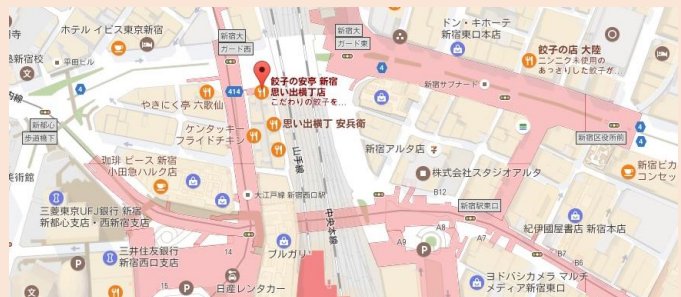 ホテル イビス東京新宿
新宿大
ガード西
新宿大
ガード東
ドン・キホーテ
新宿東口本店
餃子の店 大陸
ニンニク未使用の
あっさりした餃子が...
平田ビル
4
4
4
414
餃子の安亭 新宿
思い出横丁店
こだわりの餃子を...
やきにく亭 六歌仙
新宿サブナード
新都心
歩道橋下
ケンタッキー
フライドチキン
思い出横丁 安兵衛
山手線
新宿区役所前
新宿アルタ店
珈琲 ピース 新宿
小田急ハルク店
株式会社スタジオアルタ
新宿ピカ
コンセッ
美術館
大江戸線 新宿西口駅
B12
新宿駅東口
三菱東京UFJ銀行 新宿
新都心支店・西新宿支店
中央本線
紀伊國屋書店 新宿本店
A8
A7
A9
P
B7
B6
三井住友銀行
新宿西口支店
14
15
P
P
ブルガリ
日産レンタカー
ヨドバシカメラ マルチ
メディア新宿東口